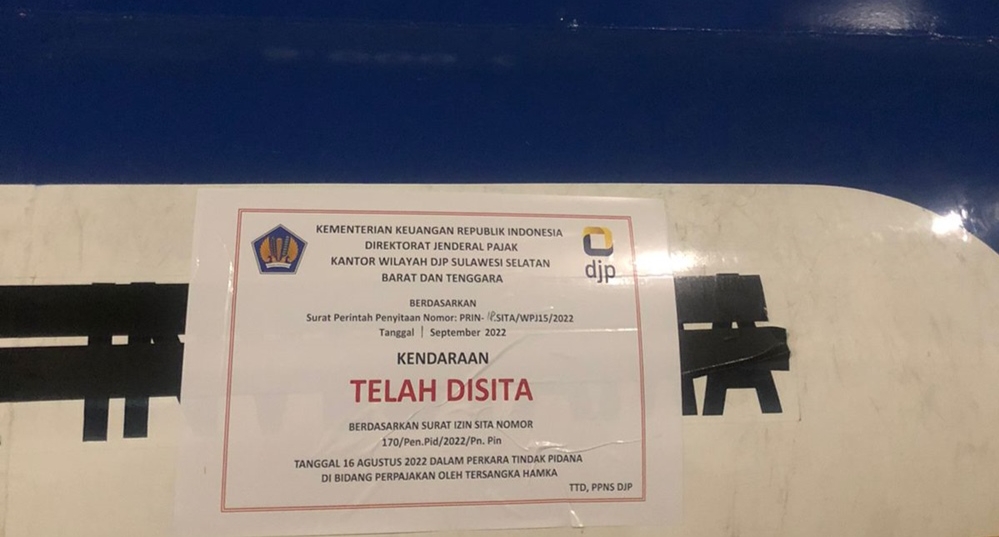 KEMENTERIAN KEUANGAN REPUBLIK INDONESIA
DIREKTORAT JENDERAL PAJAK
KANTOR WILAYAH DJP SULAWESI SELATAN
BARAT DAN TENGGARA
djp
BERDASARKAN
Surat Perintah Penyitaan Nomor: PRIN- .SITA/WPJ15/2022
Tanggal 1 September 2022
KENDARAAN
TELAH DISITA
BERDASARKAN SURAT IZIN SITA NOMOR
170/Pen.Pid/2022/Pn. Pin
TANGGAL 16 AGUSTUS 2022 DALAM PERKARA TINDAK PIDANA
DI BIDANG PERPAJAKAN OLEH TERSANGKA HAMKA
TTD, PPNS DJP